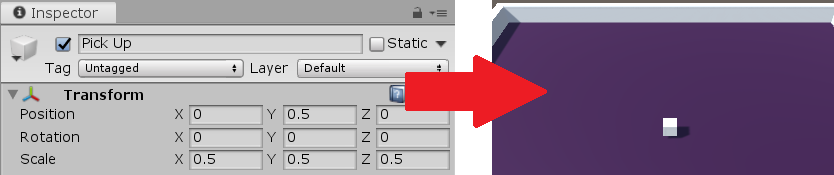 Inspector
Pick Up Static
Tag Untagged Layer Default
Transform
Position X 0 Y 0.5 Z 0
Rotation X 0 Y 0 Z 0
Scale X 0.5 Y 0.5 Z 0.5